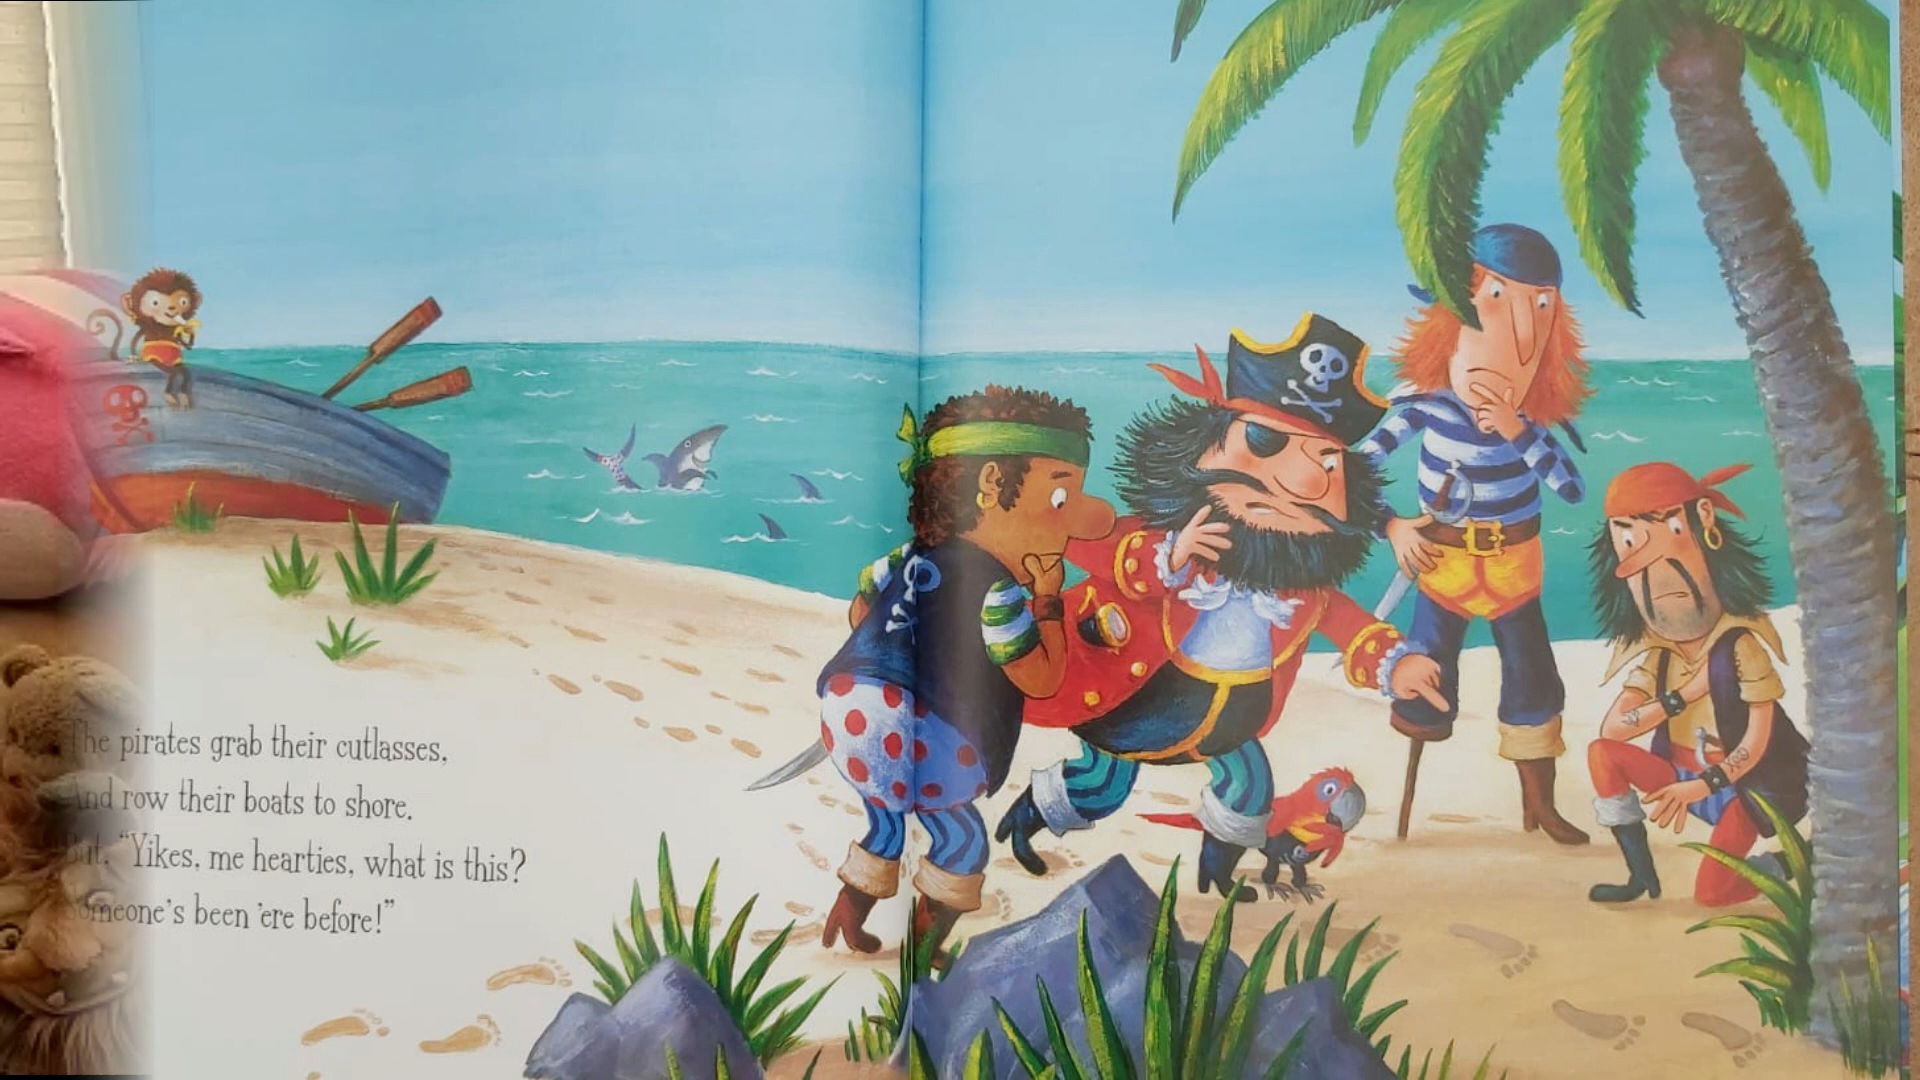 The pirates grab their cutlasses,
And row their boats to shore.
But, “Yikes, me hearties, what is this?
Someone’s been ’ere before!”